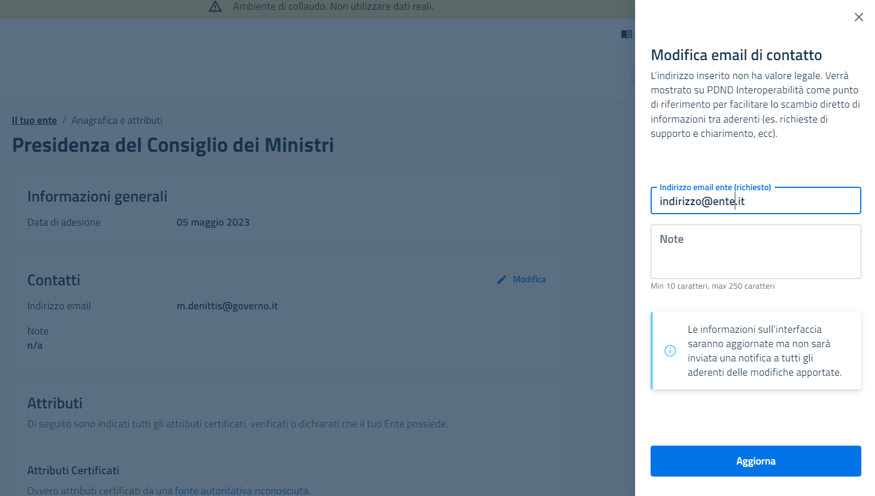 Ambiente di collaudo. Non utilizzare dati reali.
Il tuo ente / Anagrafica e attributi
Presidenza del Consiglio dei Ministri
Informazioni generali
Data di adesione 05 maggio 2023
Contatti
Modifica
Indirizzo email m.denittis@governo.it
Note
n/a
Attributi
Di seguito sono indicati tutti gli attributi certificati, verificati o dichiarati che il tuo Ente possiede.
Attributi Certificati
Ovvero attributi certificati da una fonte autoritativa riconosciuta.
Modifica email di contatto
L'indirizzo inserito non ha valore legale. Verrà
mostrato su PDND Interoperabilità come punto
di riferimento per facilitare lo scambio diretto di
informazioni tra aderenti (es. richieste di
supporto e chiarimento, ecc).
Indirizzo email ente (richiesto)
indirizzo@ente.it
Note
Min 10 caratteri, max 250 caratteri
Le informazioni sull'interfaccia
saranno aggiornate ma non sarà
inviata una notifica a tutti gli
aderenti delle modifiche apportate.
Aggiorna